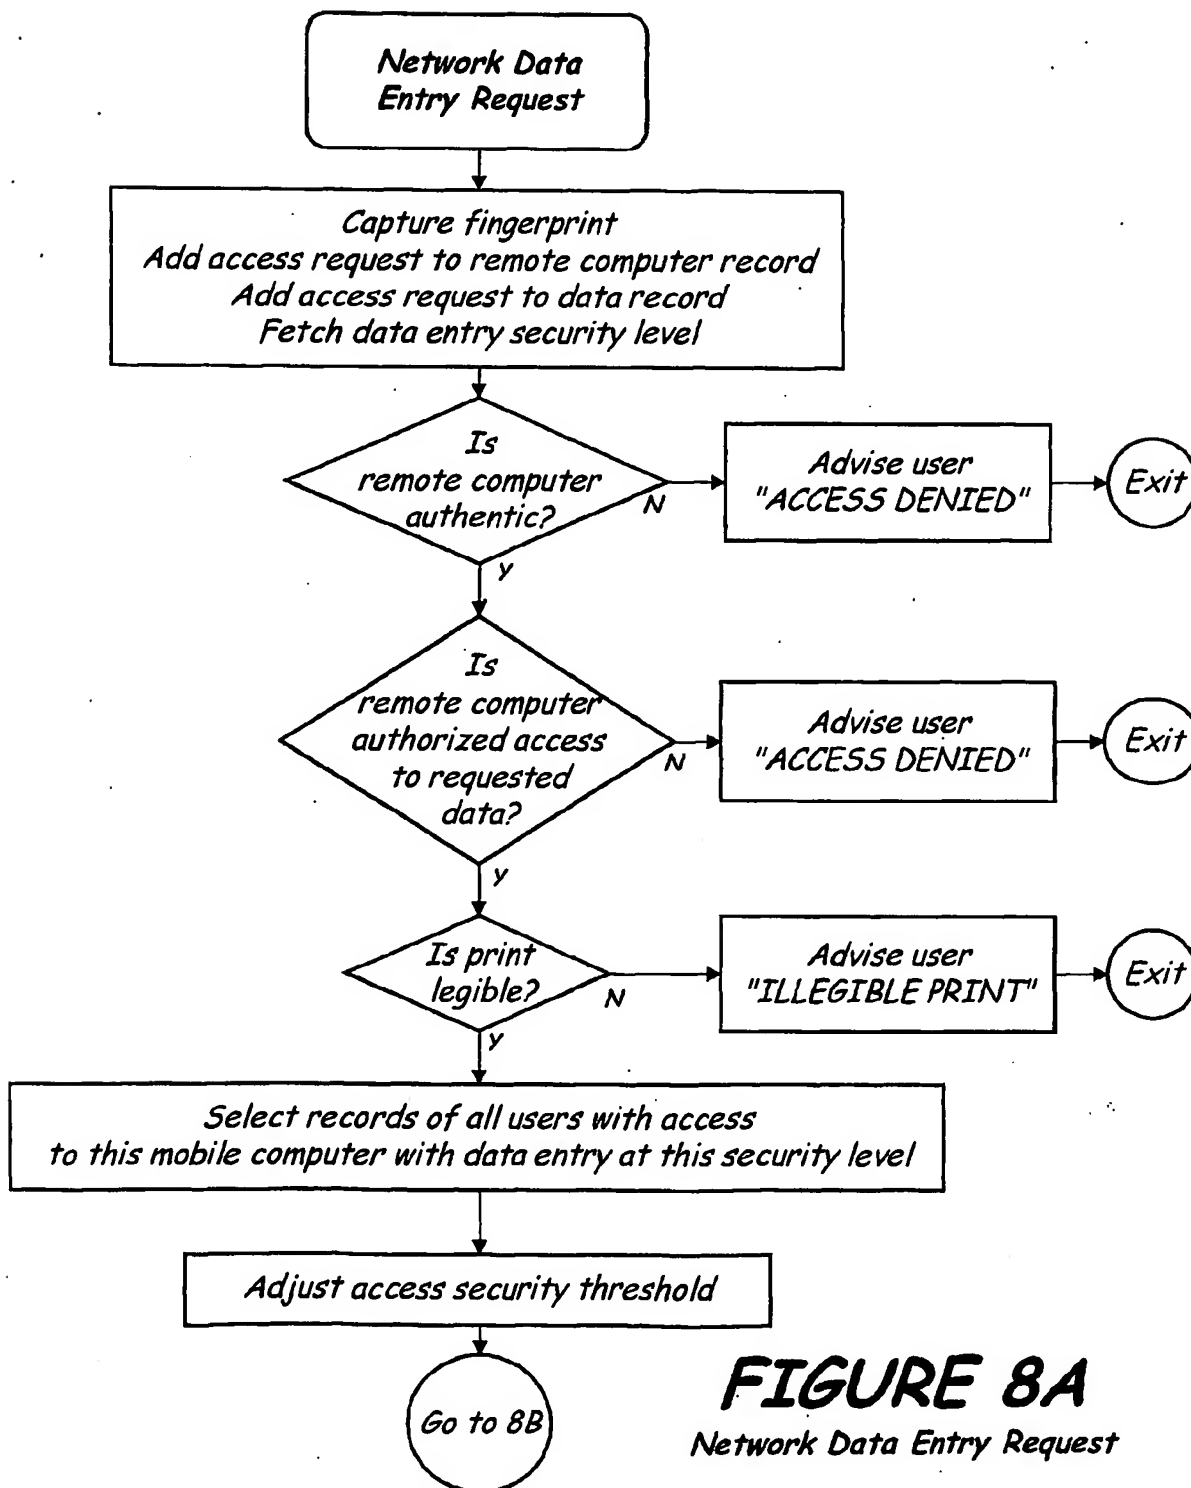 Network Data
Entry Request
Capture fingerprint
Add access request to remote computer record
Add access request to data record
Fetch data entry security level
Is
remote computer
authentic?
N
Advise user
"ACCESS DENIED"
Exit
Y
Is
remote computer
authorized access
to requested
data?
N
Advise user
"ACCESS DENIED"
Exit
Y
Is print
legible?
N
Advise user
"ILLEGIBLE PRINT"
Exit
Y
Select records of all users with access
to this mobile computer with data entry at this security level
Adjust access security threshold
Go to 8B
FIGURE 8A
Network Data Entry Request